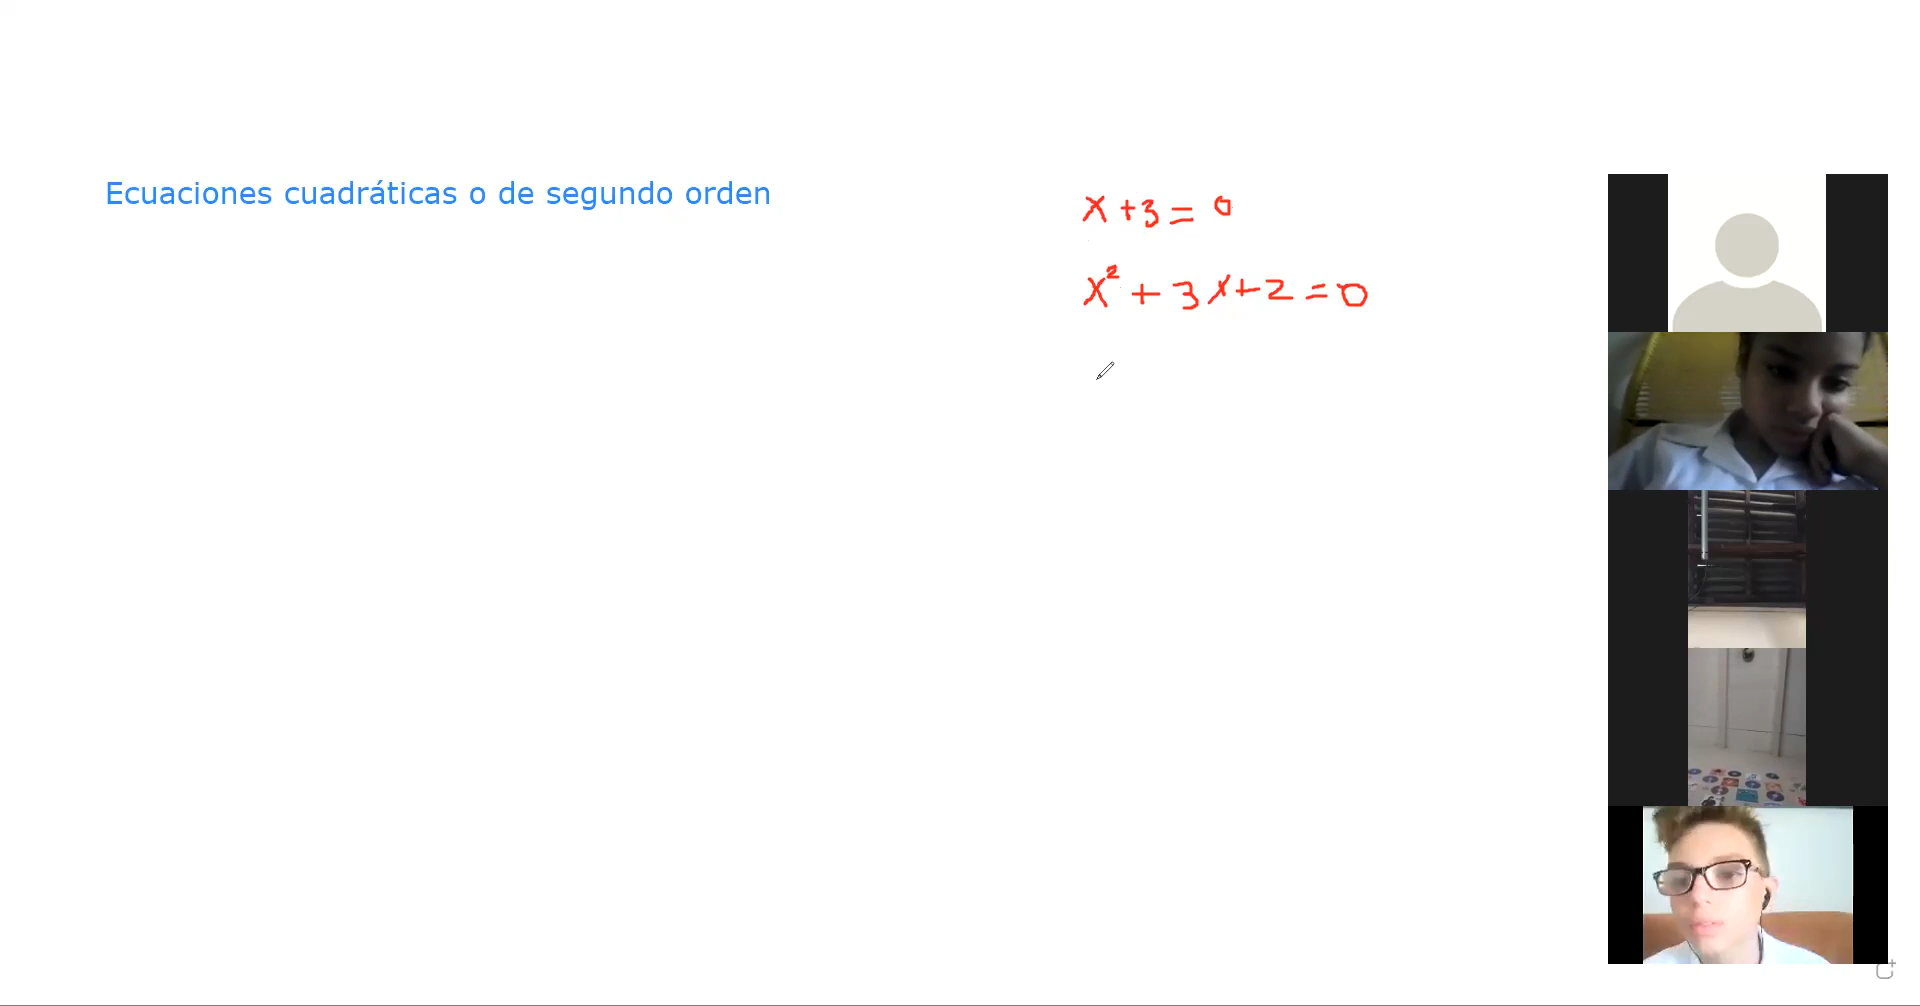 Ecuaciones cuadráticas o de segundo orden
x + 3 = 0
x² + 3x + 2 = 0